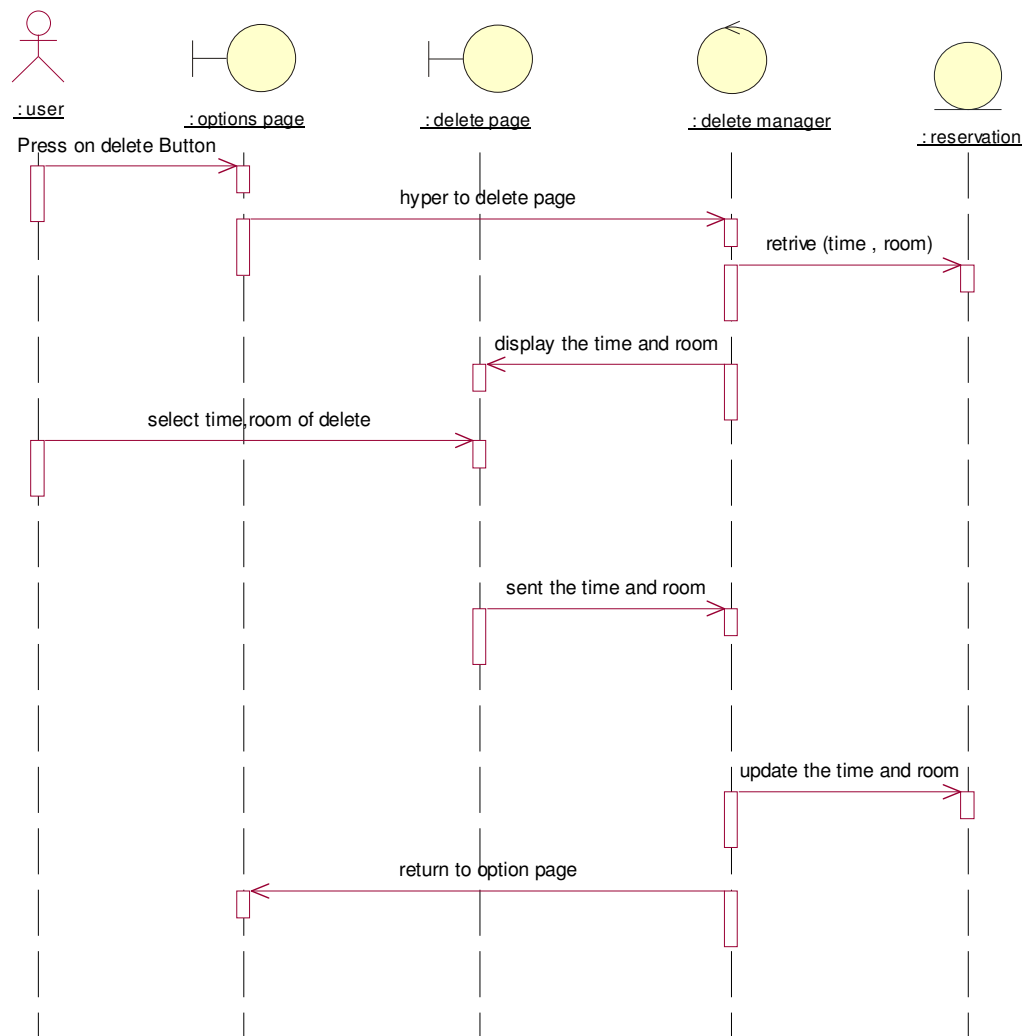 : user
: options page
: delete page
: delete manager
: reservation
Press on delete Button
hyper to delete page
retrive (time , room)
display the time and room
select time,room of delete
sent the time and room
update the time and room
return to option page